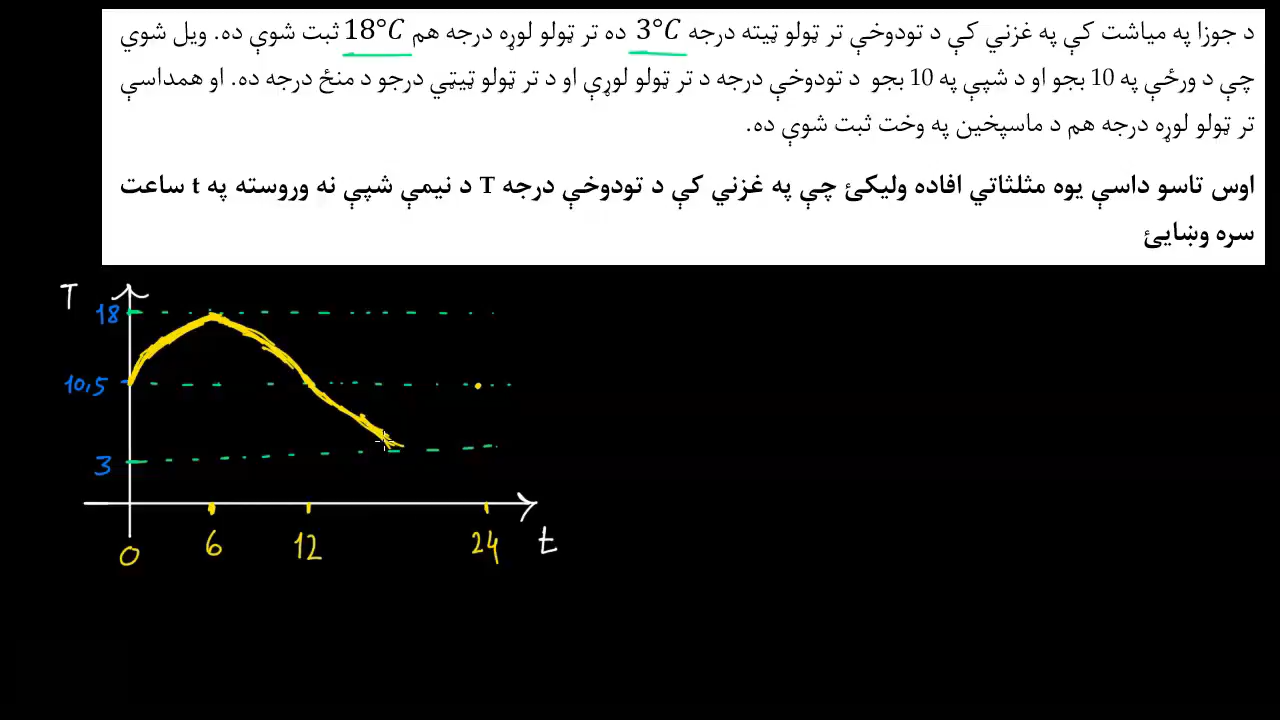 د جوزا په میاشت کې په غزني کې د تودوخې تر ټولو ټیټه درجه 3°C ده تر ټولو لوړه درجه هم 18°C ثبت شوې ده. ویل شوي
چې د ورځې په 10 بجو او د شپې په 10 بجو د تودوخې درجه د تر ټولو لوړې او د تر ټولو ټیټې درجو د منځ درجه ده. او همداسې
تر ټولو لوړه درجه هم د ماسپخین په وخت ثبت شوې ده.
اوس تاسو داسې یوه مثلثاتي افاده ولیکئ چې په غزني کې د تودوخې درجه T د نیمې شپې نه وروسته په t ساعت
سره وښایئ
T
18
10,5
3
0 6 12 24 t